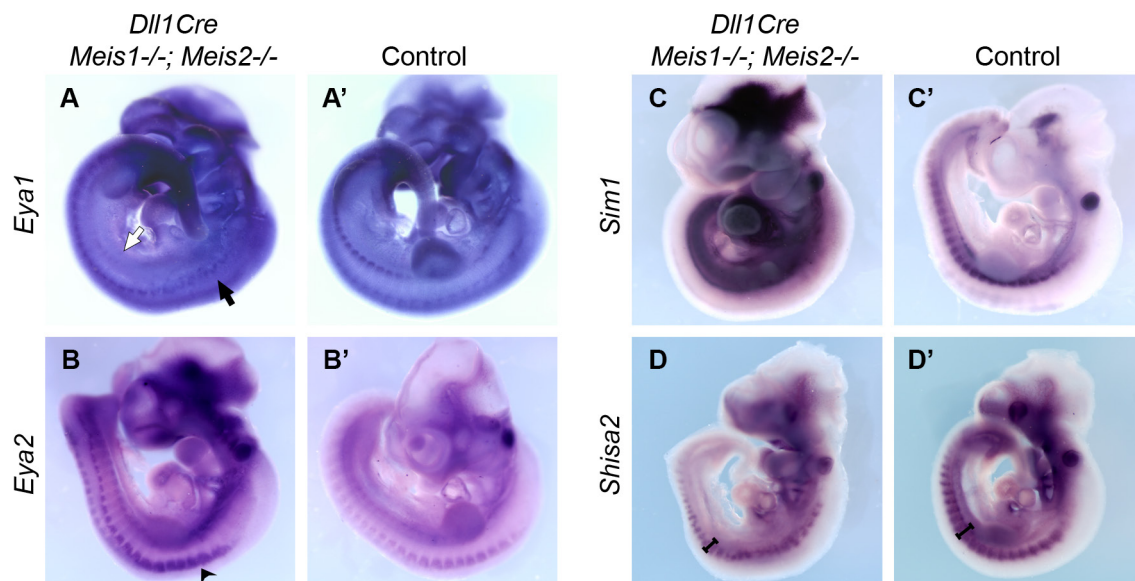 Dll1Cre
Meis1-/-; Meis2-/-
Control
Dll1Cre
Meis1-/-; Meis2-/-
Control
A
A'
C
C'
Eya1
Sim1
B
B'
D
D'
Eya2
Shisa2